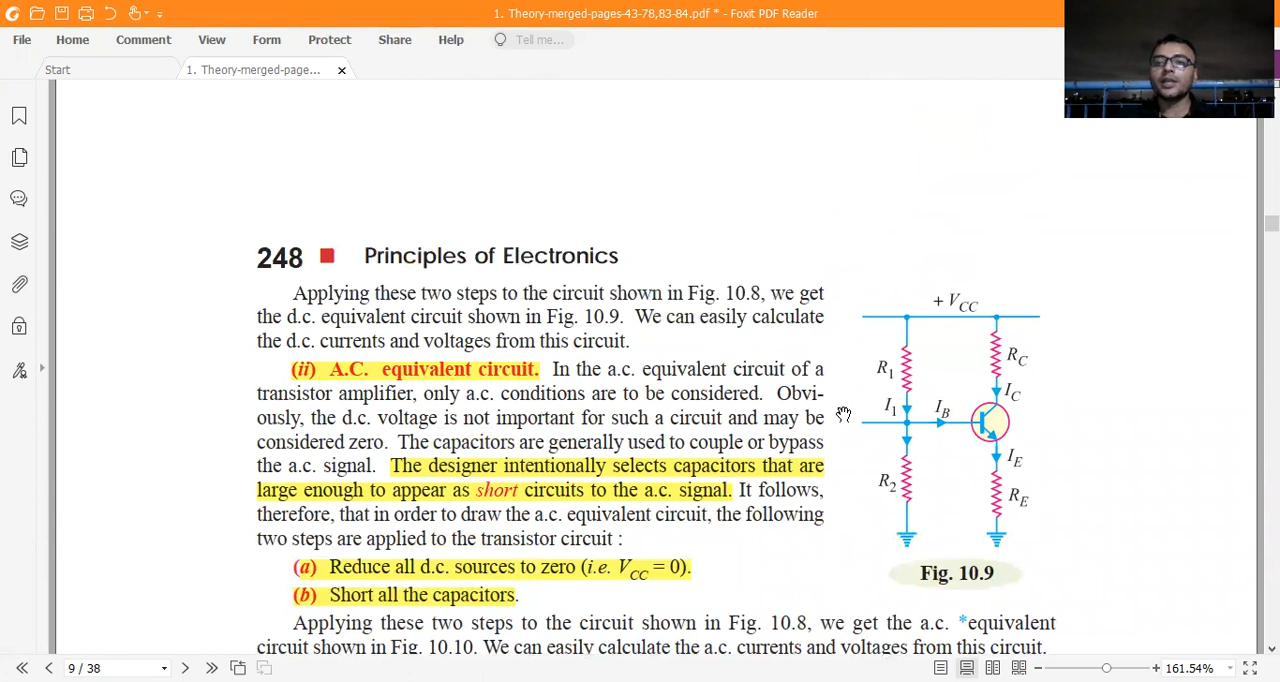 1. Theory-merged-pages-43-78,83-84.pdf * - Foxit PDF Reader
File Home Comment View Form Protect Share Help Tell me...
Start 1. Theory-merged-page...
248 Principles of Electronics
Applying these two steps to the circuit shown in Fig. 10.8, we get
the d.c. equivalent circuit shown in Fig. 10.9. We can easily calculate
the d.c. currents and voltages from this circuit.
(ii) A.C. equivalent circuit. In the a.c. equivalent circuit of a
transistor amplifier, only a.c. conditions are to be considered. Obvi-
ously, the d.c. voltage is not important for such a circuit and may be
considered zero. The capacitors are generally used to couple or bypass
the a.c. signal. The designer intentionally selects capacitors that are
large enough to appear as short circuits to the a.c. signal. It follows,
therefore, that in order to draw the a.c. equivalent circuit, the following
two steps are applied to the transistor circuit :
(a) Reduce all d.c. sources to zero (i.e. VCC = 0).
(b) Short all the capacitors.
Applying these two steps to the circuit shown in Fig. 10.8, we get the a.c. *equivalent
circuit shown in Fig. 10.10. We can easily calculate the a.c. currents and voltages from this circuit.
+ VCC
R1
RC
IC
I1
IB
IE
R2
RE
Fig. 10.9
9 / 38
161.54%